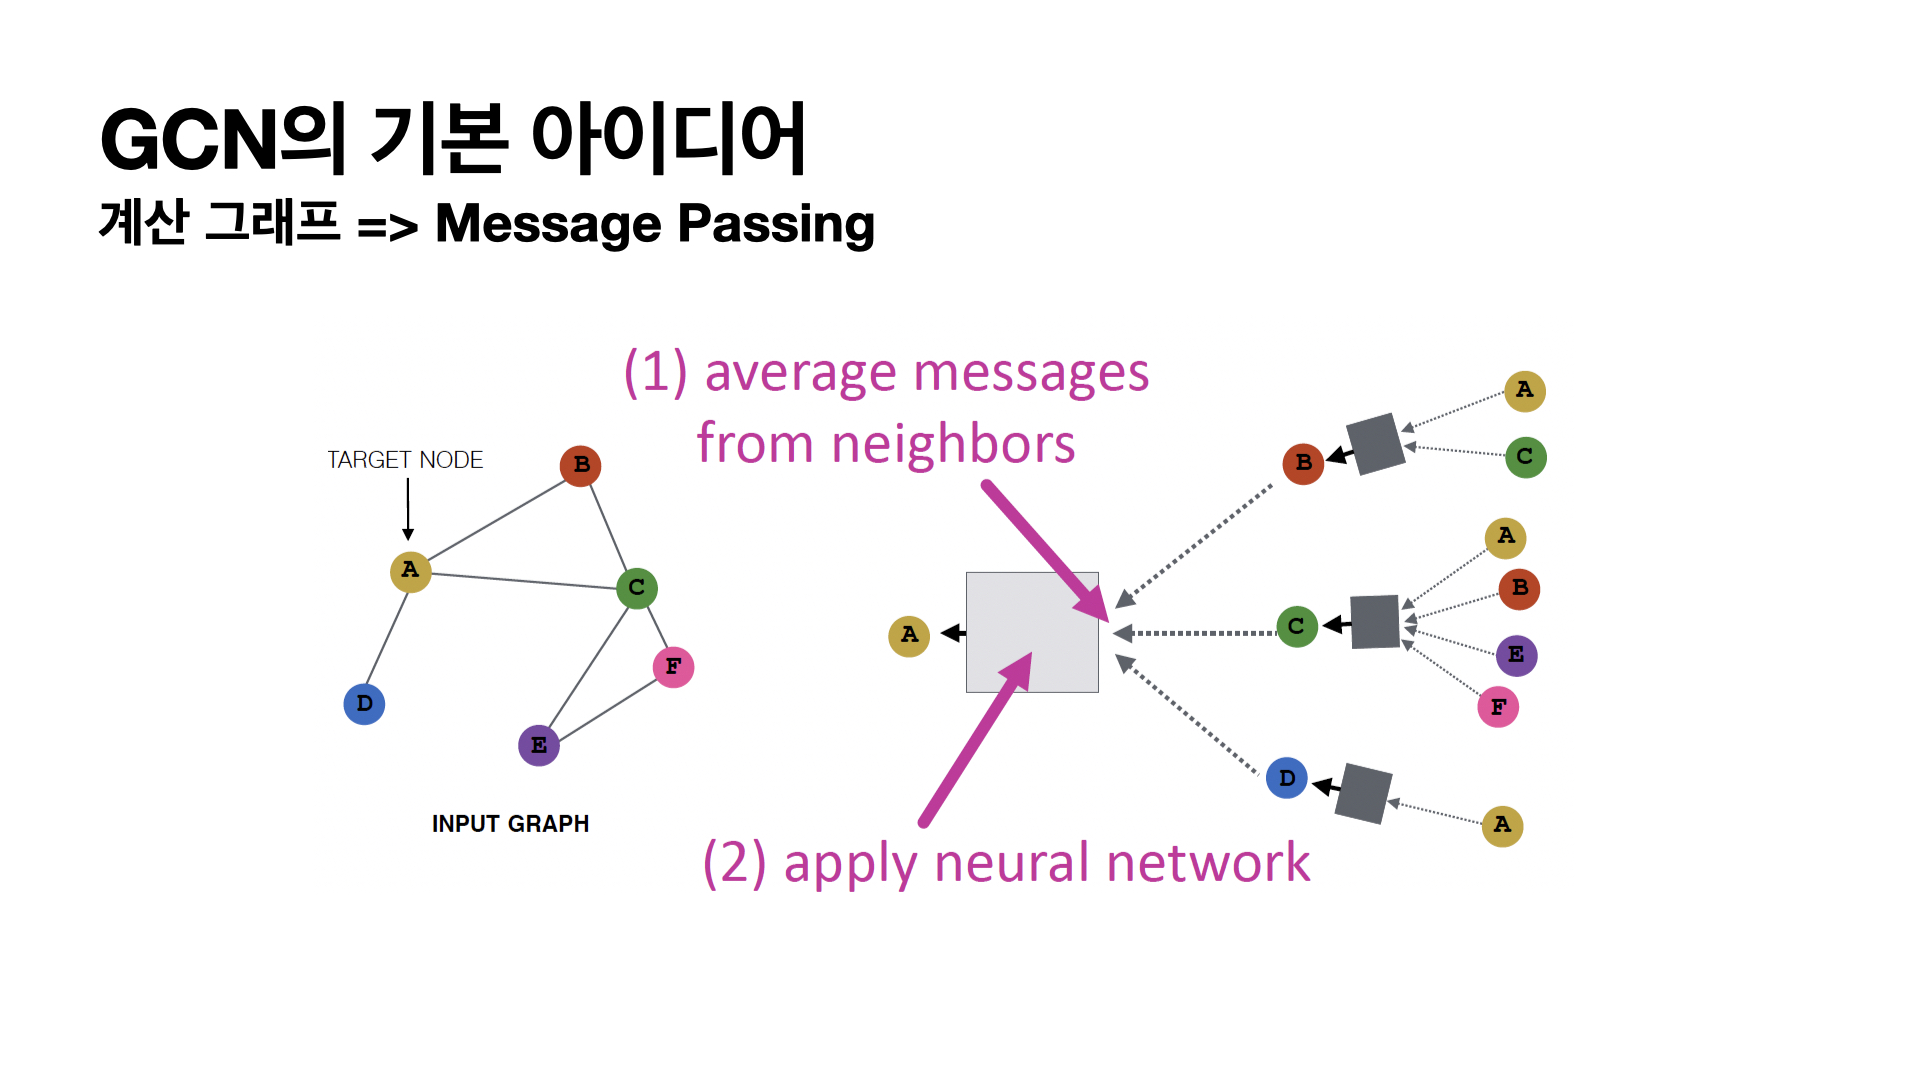 GCN의 기본 아이디어
계산 그래프 => Message Passing
(1) average messages
from neighbors
TARGET NODE
B
A
C
D
F
E
INPUT GRAPH
A
B
C
D
A
C
A
B
E
F
A
(2) apply neural network